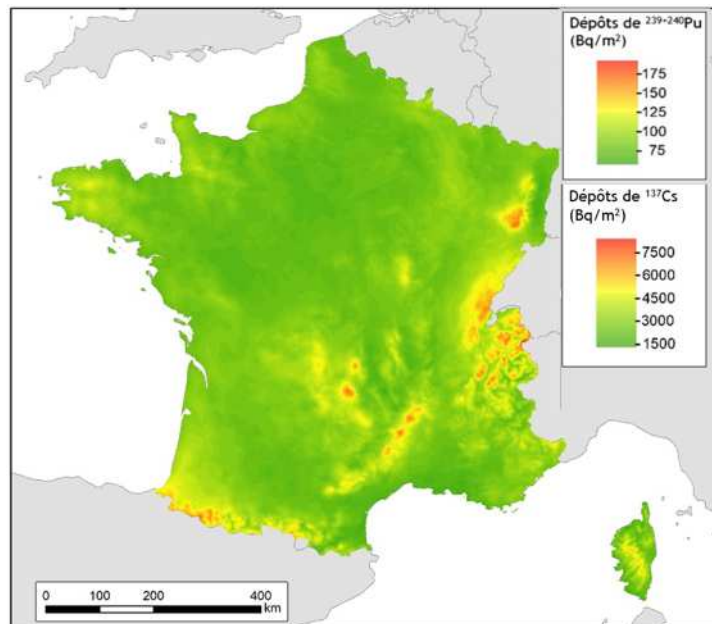 Dépôts de ²³⁹⁺²⁴⁰Pu
(Bq/m²)
175
150
125
100
75
Dépôts de ¹³⁷Cs
(Bq/m²)
7500
6000
4500
3000
1500
0 100 200 400
km